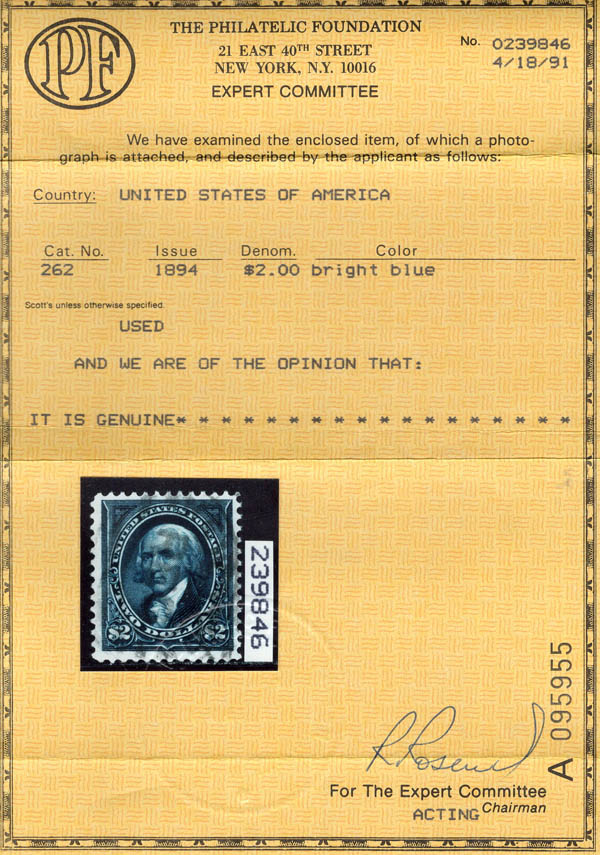 PF
THE PHILATELIC FOUNDATION
21 EAST 40TH STREET
NEW YORK, N.Y. 10016
EXPERT COMMITTEE
No. 0239846
4/18/91
We have examined the enclosed item, of which a photo-
graph is attached, and described by the applicant as follows:
Country: UNITED STATES OF AMERICA
Cat. No. Issue Denom. Color
262 1894 $2.00 bright blue
Scott's unless otherwise specified.
USED
AND WE ARE OF THE OPINION THAT:
IT IS GENUINE* * * * * * * * * * * * * * * * * *
UNITED STATES POSTAGE
TWO DOLLARS
$2 $2
239846
A 095955
For The Expert Committee
ACTING Chairman